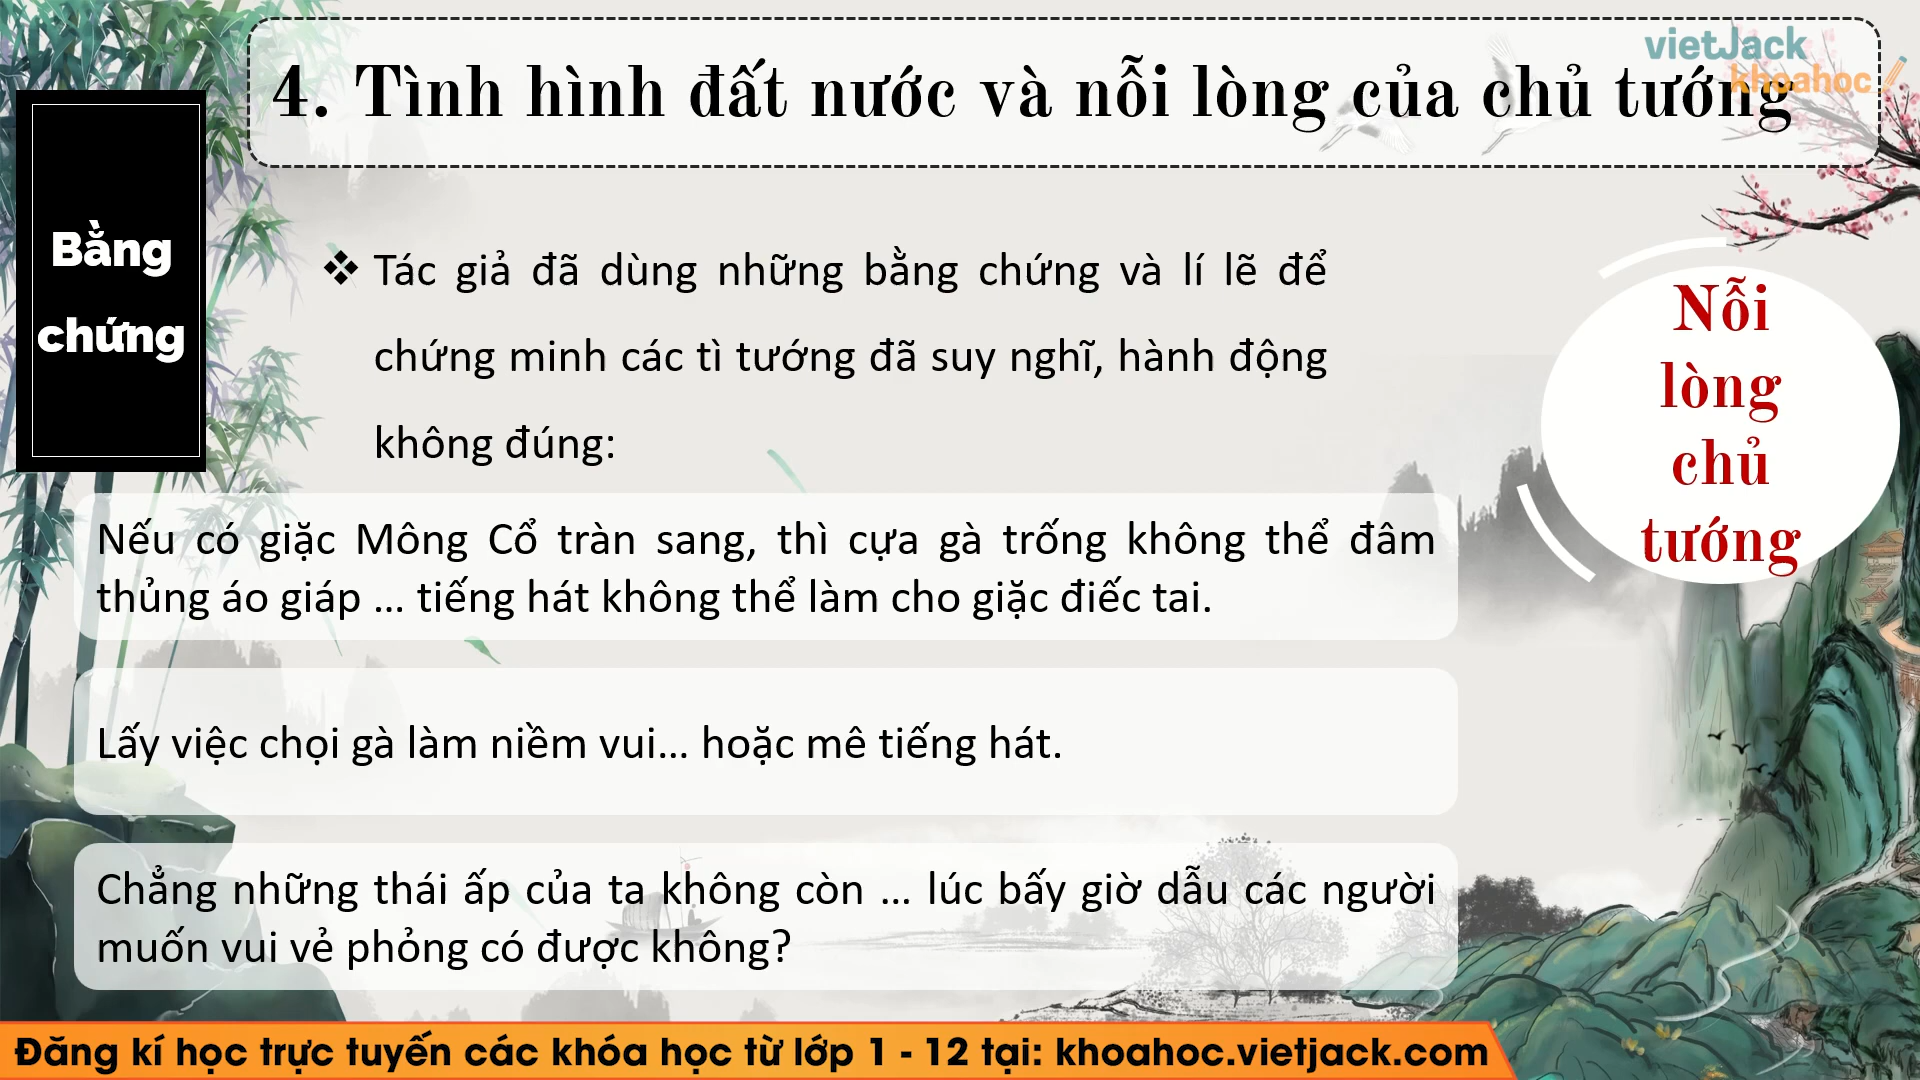 vietJack
khoahoc
4. Tình hình đất nước và nỗi lòng của chủ tướng
Bằng
chứng
❖ Tác giả đã dùng những bằng chứng và lí lẽ để
chứng minh các tì tướng đã suy nghĩ, hành động
không đúng:
Nỗi
lòng
chủ
tướng
Nếu có giặc Mông Cổ tràn sang, thì cựa gà trống không thể đâm
thủng áo giáp ... tiếng hát không thể làm cho giặc điếc tai.
Lấy việc chọi gà làm niềm vui... hoặc mê tiếng hát.
Chẳng những thái ấp của ta không còn ... lúc bấy giờ dẫu các người
muốn vui vẻ phỏng có được không?
Đăng kí học trực tuyến các khóa học từ lớp 1 - 12 tại: khoahoc.vietjack.com